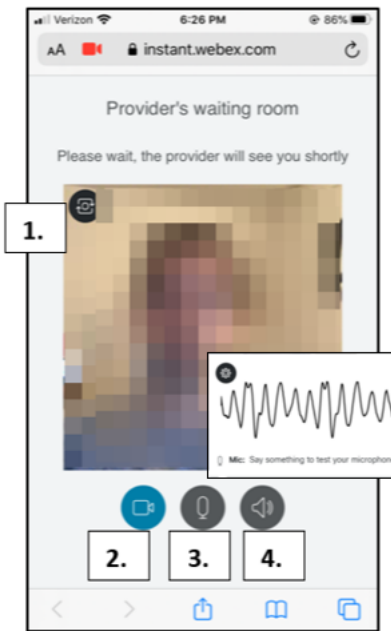 Verizon 6:26 PM 86%
AA instant.webex.com
Provider's waiting room
Please wait, the provider will see you shortly
1.
Mic: Say something to test your microphon
2. 3. 4.